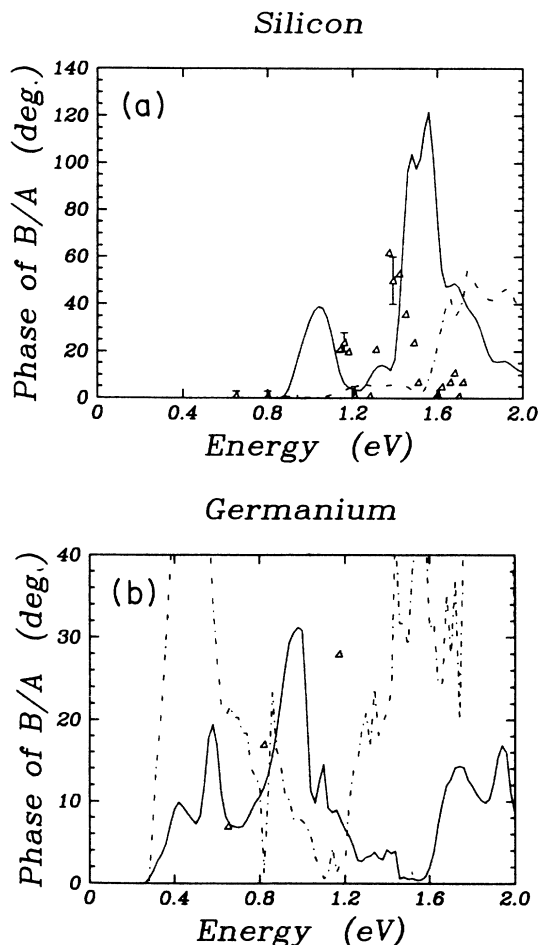 Silicon
(a)
Phase of B/A (deg.)
140
120
100
80
60
40
20
0
0 0.4 0.8 1.2 1.6 2.0
Energy (eV)
Germanium
(b)
Phase of B/A (deg.)
40
30
20
10
0
0 0.4 0.8 1.2 1.6 2.0
Energy (eV)